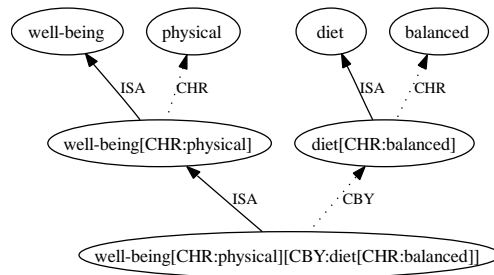 well-being physical diet balanced
ISA CHR ISA CHR
well-being[CHR:physical] diet[CHR:balanced]
ISA CBY
well-being[CHR:physical][CBY:diet[CHR:balanced]]